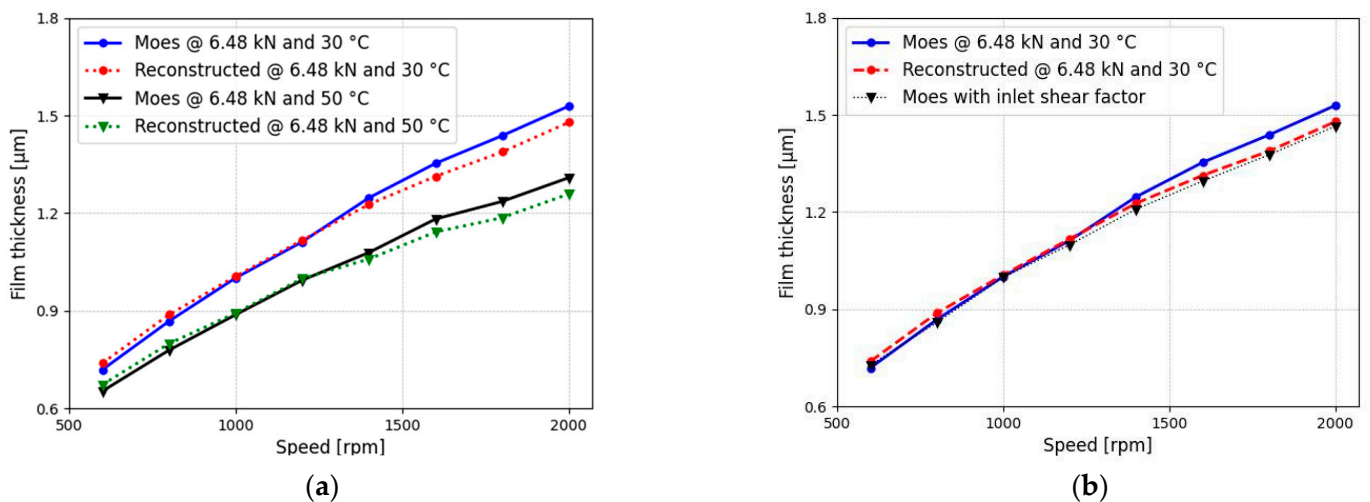 1.8
1.5
1.2
0.9
0.6
Film thickness [µm]
Moes @ 6.48 kN and 30 °C
Reconstructed @ 6.48 kN and 30 °C
Moes @ 6.48 kN and 50 °C
Reconstructed @ 6.48 kN and 50 °C
500 1000 1500 2000
Speed [rpm]
(a)
1.8
1.5
1.2
0.9
0.6
Film thickness [µm]
Moes @ 6.48 kN and 30 °C
Reconstructed @ 6.48 kN and 30 °C
Moes with inlet shear factor
500 1000 1500 2000
Speed [rpm]
(b)